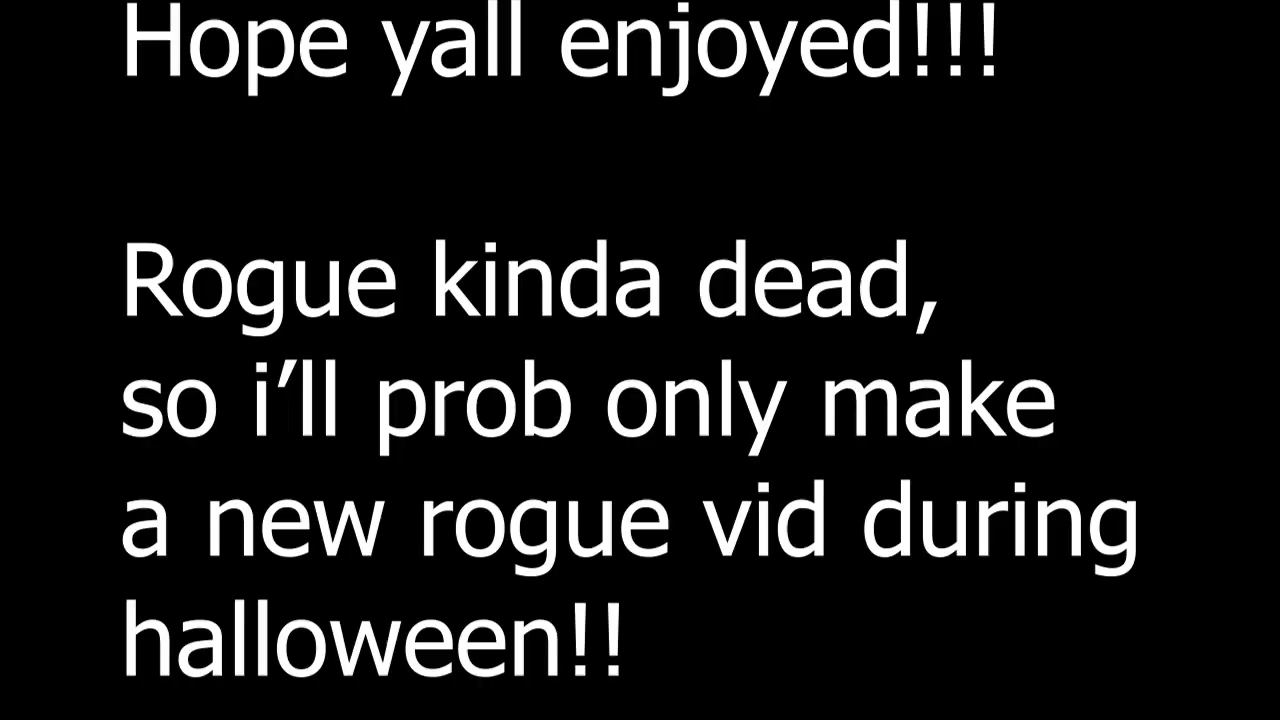 Hope yall enjoyed!!!
Rogue kinda dead,
so i’ll prob only make
a new rogue vid during
halloween!!